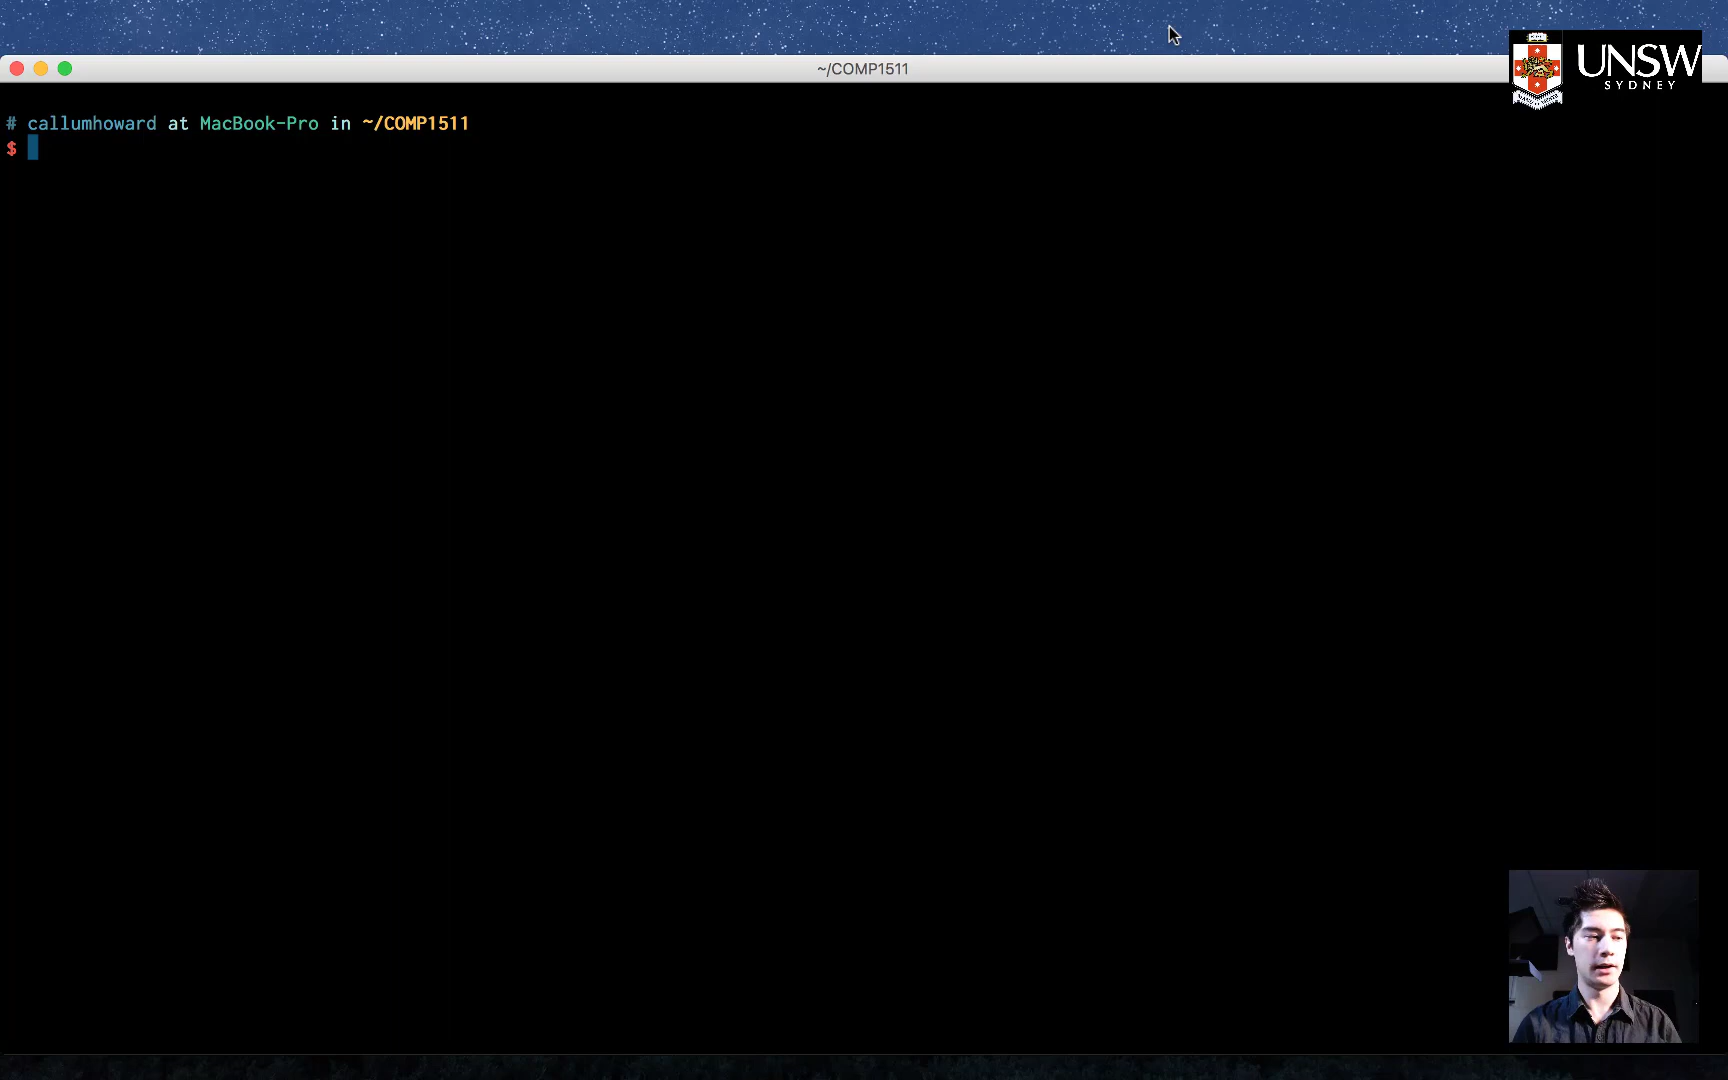 ~/COMP1511
UNSW
SYDNEY
# callumhoward at MacBook-Pro in ~/COMP1511
$